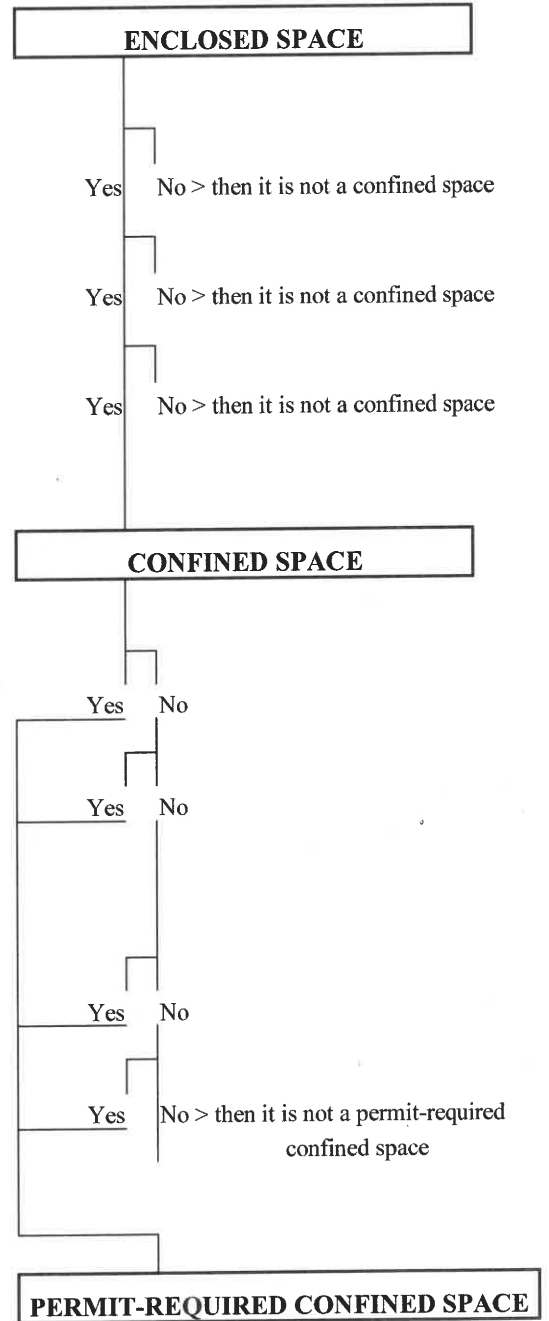 ENCLOSED SPACE
Yes No > then it is not a confined space
Yes No > then it is not a confined space
Yes No > then it is not a confined space
CONFINED SPACE
Yes No
Yes No
Yes No
Yes No > then it is not a permit-required
confined space
PERMIT-REQUIRED CONFINED SPACE